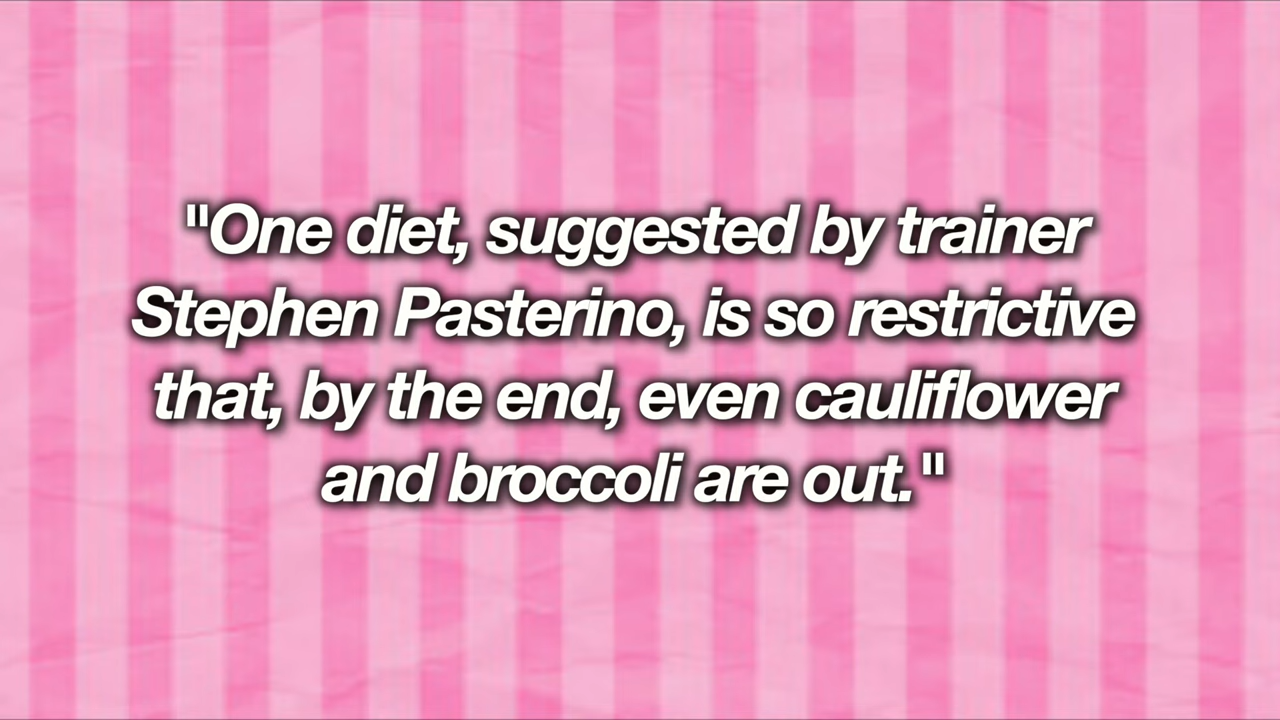 "One diet, suggested by trainer
Stephen Pasterino, is so restrictive
that, by the end, even cauliflower
and broccoli are out."